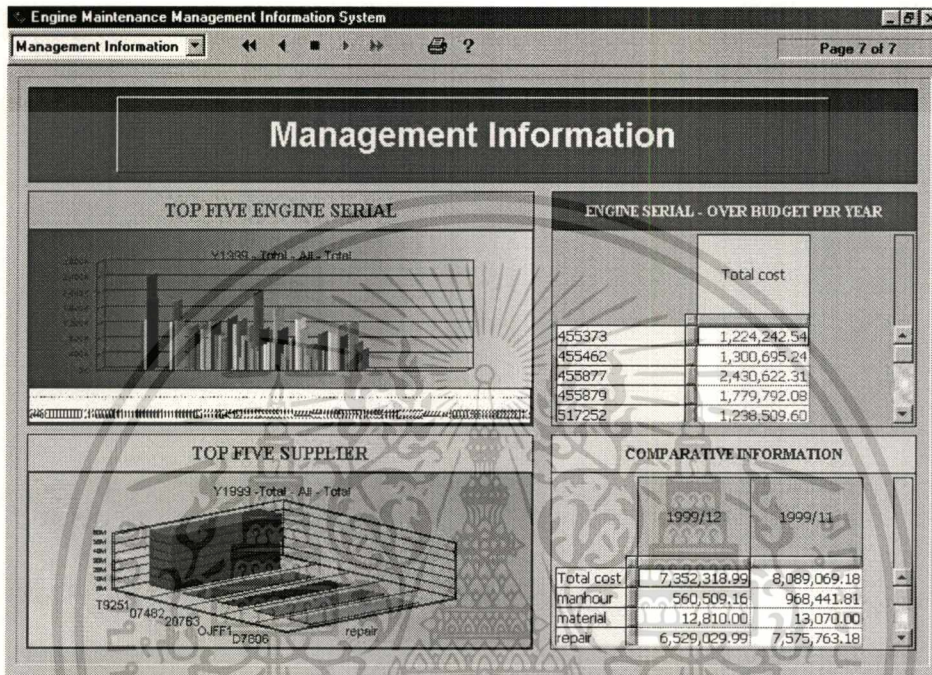 Engine Maintenance Management Information System
Management Information
Page 7 of 7
Management Information
TOP FIVE ENGINE SERIAL
Y1999 - Total - All - Total
ENGINE SERIAL - OVER BUDGET PER YEAR
Total cost
455373 1,224,242.54
455462 1,300,695.24
455877 2,430,622.31
455879 1,779,792.08
517252 1,238,509.60
TOP FIVE SUPPLIER
Y1999 -Total - All - Total
T9251
07482
20763
OJFF1
D7806
repair
COMPARATIVE INFORMATION
1999/12 1999/11
Total cost 7,352,318.99 8,089,069.18
manhour 560,509.16 968,441.81
material 12,810.00 13,070.00
repair 6,529,029.99 7,575,763.18